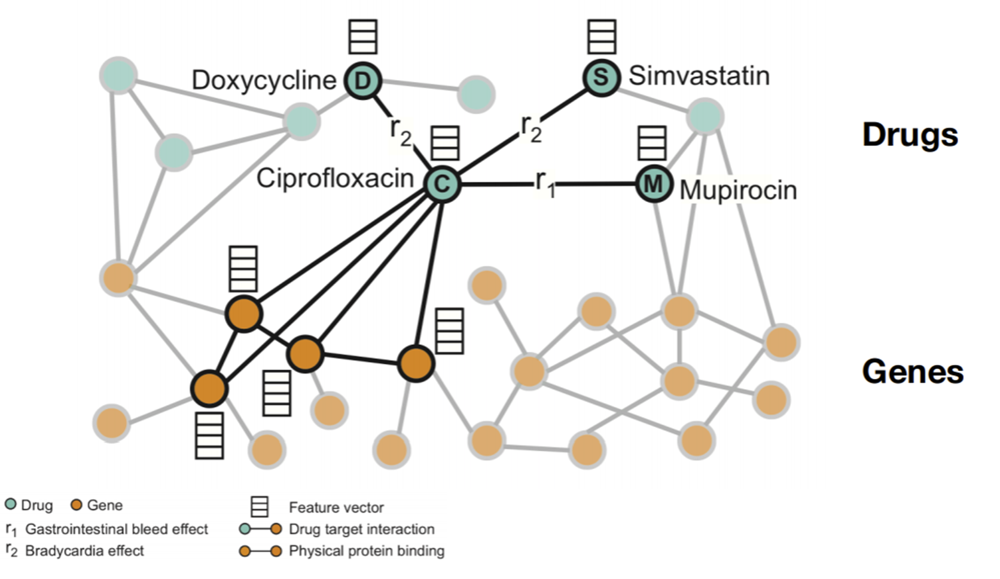 Doxycycline D
S Simvastatin
r2
r2
Drugs
Ciprofloxacin C
r1
M Mupirocin
Genes
Drug Gene Feature vector
r1 Gastrointestinal bleed effect Drug target interaction
r2 Bradycardia effect Physical protein binding